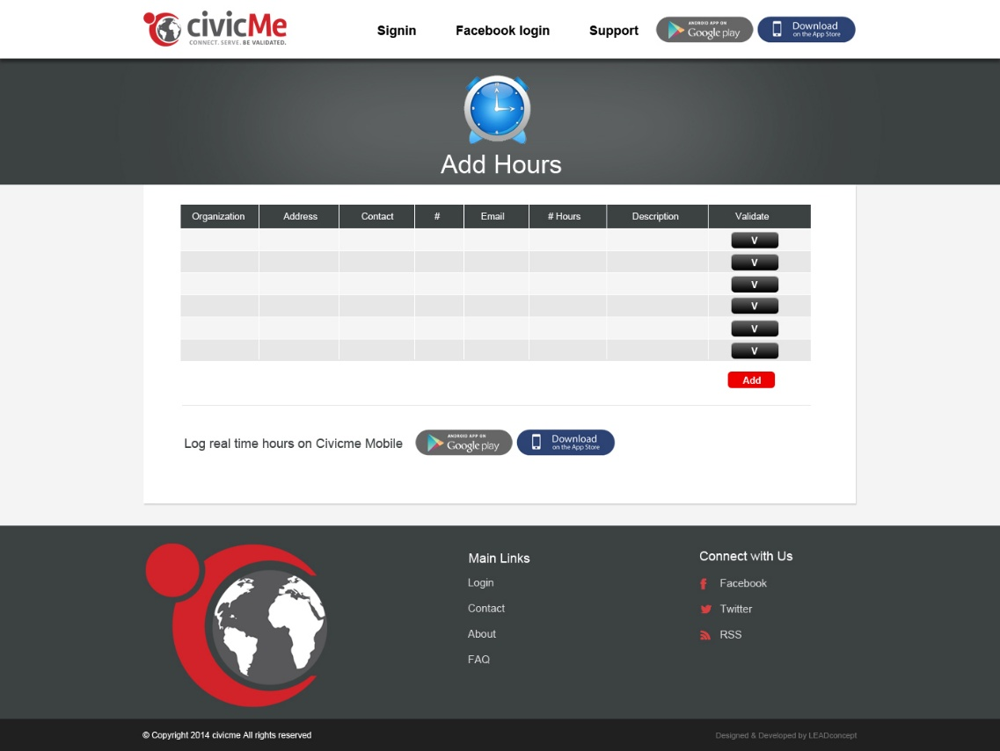 civicMe
CONNECT. SERVE. BE VALIDATED.
Signin Facebook login Support
ANDROID APP ON
Google play
Download
on the App Store
Add Hours
Organization Address Contact # Email # Hours Description Validate
V
V
V
V
V
V
Add
Log real time hours on Civicme Mobile
ANDROID APP ON
Google play
Download
on the App Store
Main Links
Login
Contact
About
FAQ
Connect with Us
Facebook
Twitter
RSS
© Copyright 2014 civicme All rights reserved
Designed & Developed by LEADconcept